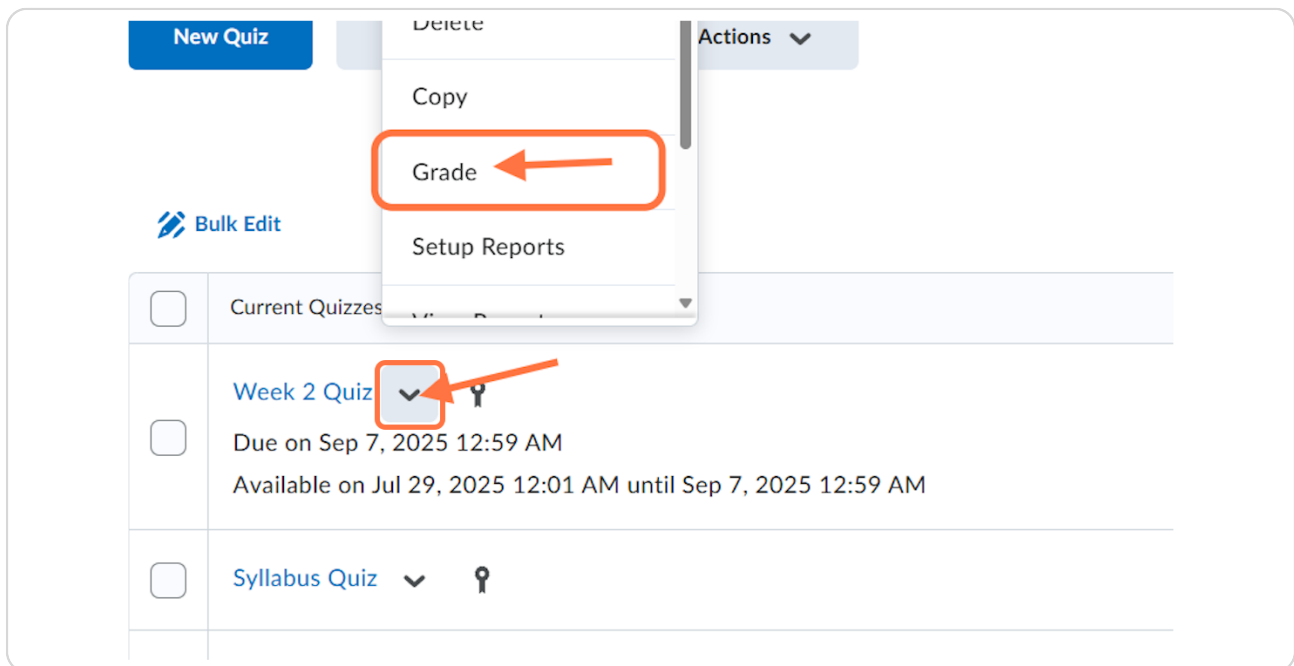 New Quiz
Delete
Actions
Copy
Grade
Setup Reports
Bulk Edit
Current Quizzes
Week 2 Quiz
Due on Sep 7, 2025 12:59 AM
Available on Jul 29, 2025 12:01 AM until Sep 7, 2025 12:59 AM
Syllabus Quiz